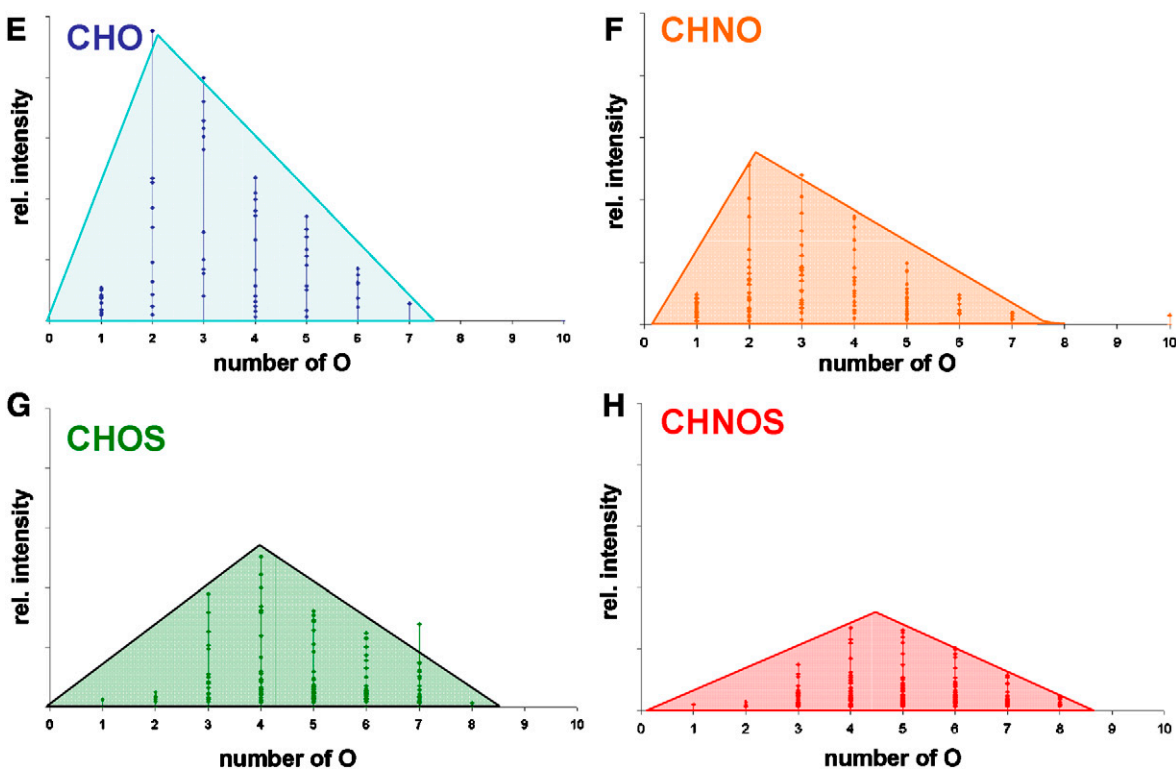 E CHO
rel. intensity
0 1 2 3 4 5 6 7 8 9 10
number of O
F CHNO
rel. intensity
0 1 2 3 4 5 6 7 8 9 10
number of O
G CHOS
rel. intensity
0 1 2 3 4 5 6 7 8 9 10
number of O
H CHNOS
rel. intensity
0 1 2 3 4 5 6 7 8 9 10
number of O